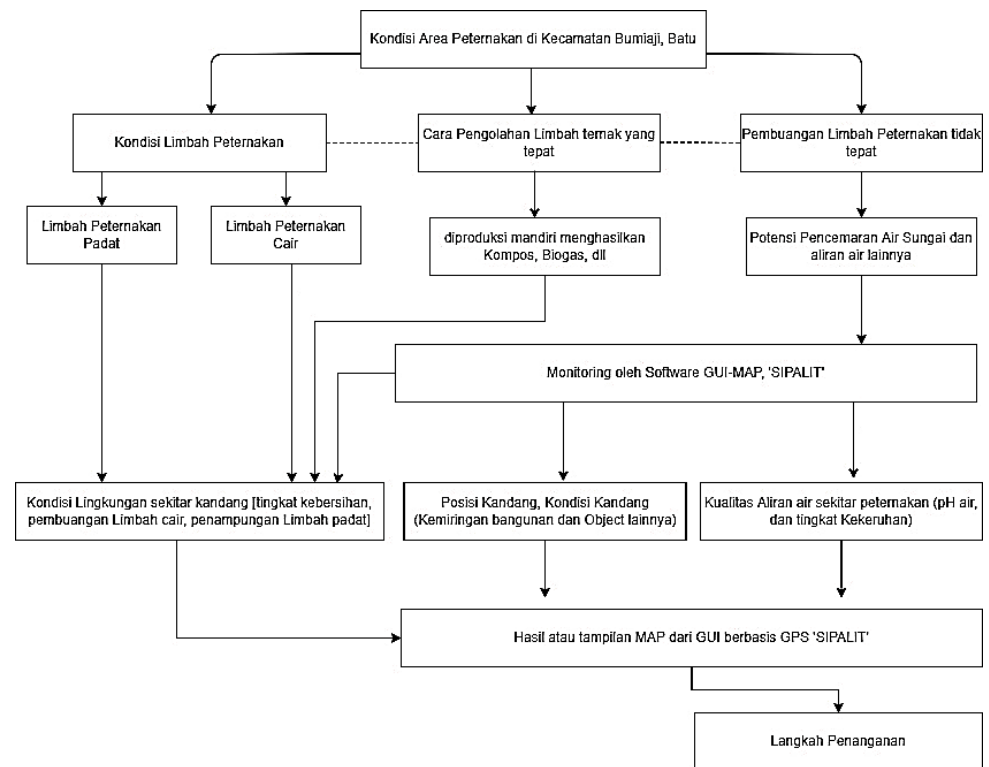 Kondisi Area Peternakan di Kecamatan Bumiaji, Batu
Kondisi Limbah Peternakan
Cara Pengolahan Limbah ternak yang
tepat
Pembuangan Limbah Peternakan tidak
tepat
Limbah Peternakan
Padat
Limbah Peternakan
Cair
diproduksi mandiri menghasilkan
Kompos, Biogas, dll
Potensi Pencemaran Air Sungai dan
aliran air lainnya
Monitoring oleh Software GUI-MAP, 'SIPALIT'
Kondisi Lingkungan sekitar kandang [tingkat kebersihan,
pembuangan Limbah cair, penampungan Limbah padat]
Posisi Kandang, Kondisi Kandang
(Kemiringan bangunan dan Object lainnya)
Kualitas Aliran air sekitar peternakan (pH air,
dan tingkat Kekeruhan)
Hasil atau tampilan MAP dari GUI berbasis GPS 'SIPALIT'
Langkah Penanganan